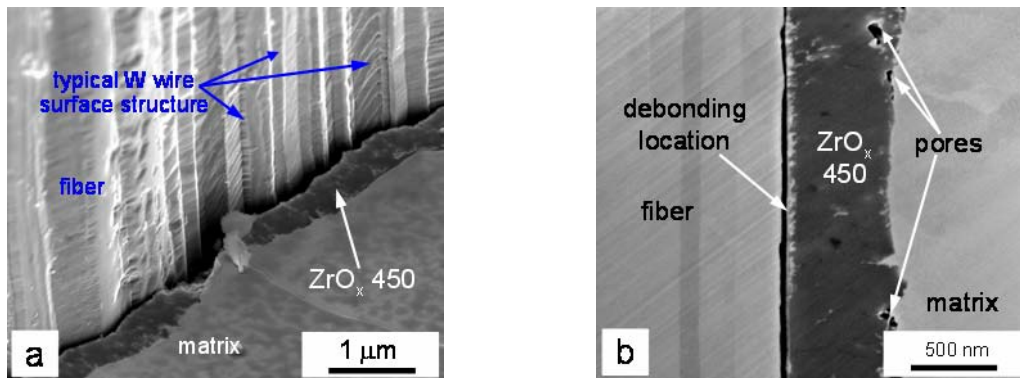 typical W wire
surface structure
fiber
ZrOx 450
matrix
a
1 μm
debonding
location
ZrOx
450
pores
fiber
matrix
b
500 nm